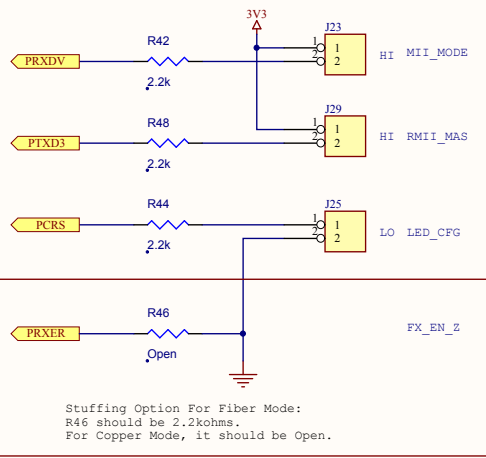 3V3
J23
R42
1
1
HI MII_MODE
PRXDV
2
2
2.2k
J29
R48
1
1
HI RMII_MAS
PTXD3
2
2
2.2k
J25
R44
1
1
PCRS
2
2
LO LED_CFG
2.2k
R46
FX_EN_Z
PRXER
Open
Stuffing Option For Fiber Mode:
R46 should be 2.2kohms.
For Copper Mode, it should be Open.